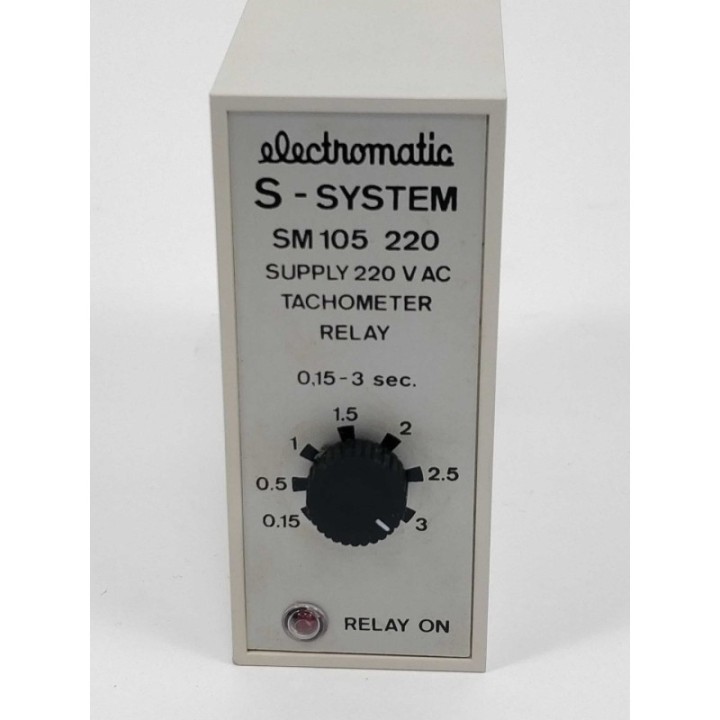 electromatic
S - SYSTEM
SM 105 220
SUPPLY 220 V AC
TACHOMETER
RELAY
0,15 - 3 sec.
1.5
1
2
0.5
2.5
0.15
3
RELAY ON